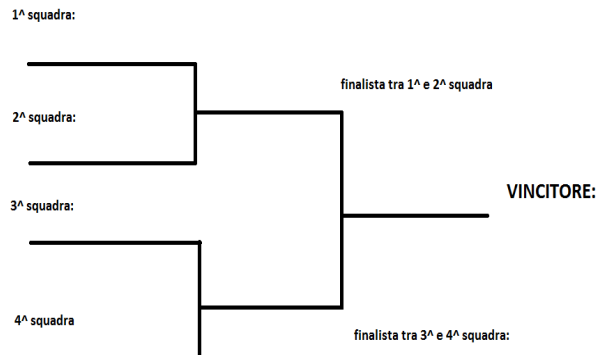 1^ squadra:
finalista tra 1^ e 2^ squadra
2^ squadra:
VINCITORE:
3^ squadra:
4^ squadra
finalista tra 3^ e 4^ squadra: